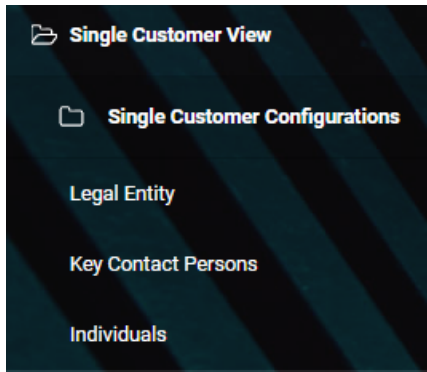 Single Customer View
Single Customer Configurations
Legal Entity
Key Contact Persons
Individuals